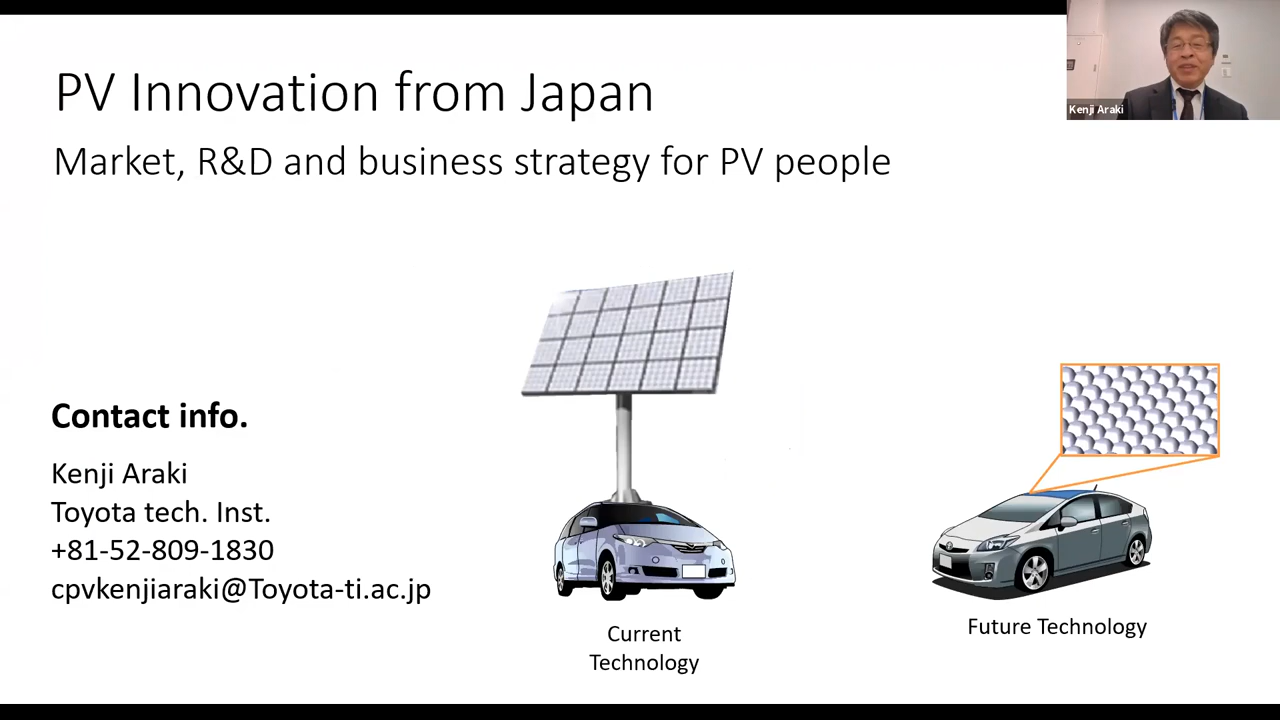 PV Innovation from Japan
Market, R&D and business strategy for PV people
Kenji Araki
Contact info.
Kenji Araki
Toyota tech. Inst.
+81-52-809-1830
cpvkenjiaraki@Toyota-ti.ac.jp
Current
Technology
Future Technology